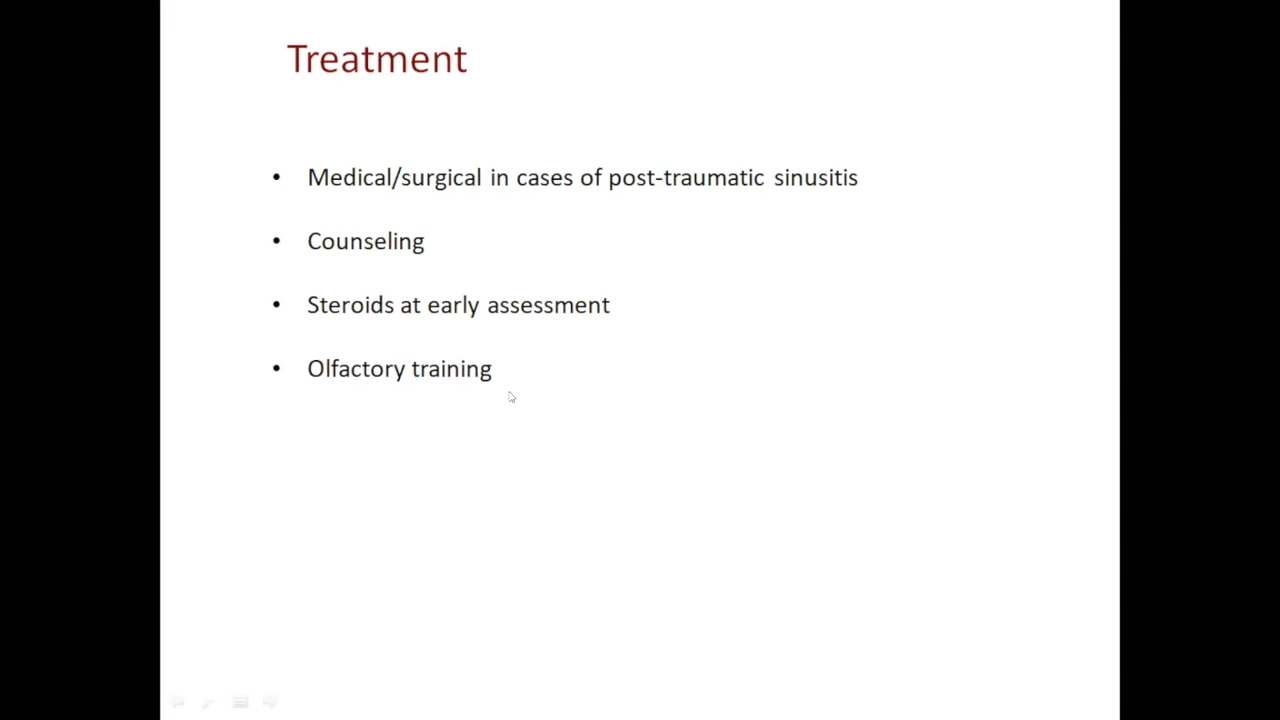 Treatment
• Medical/surgical in cases of post-traumatic sinusitis
• Counseling
• Steroids at early assessment
• Olfactory training